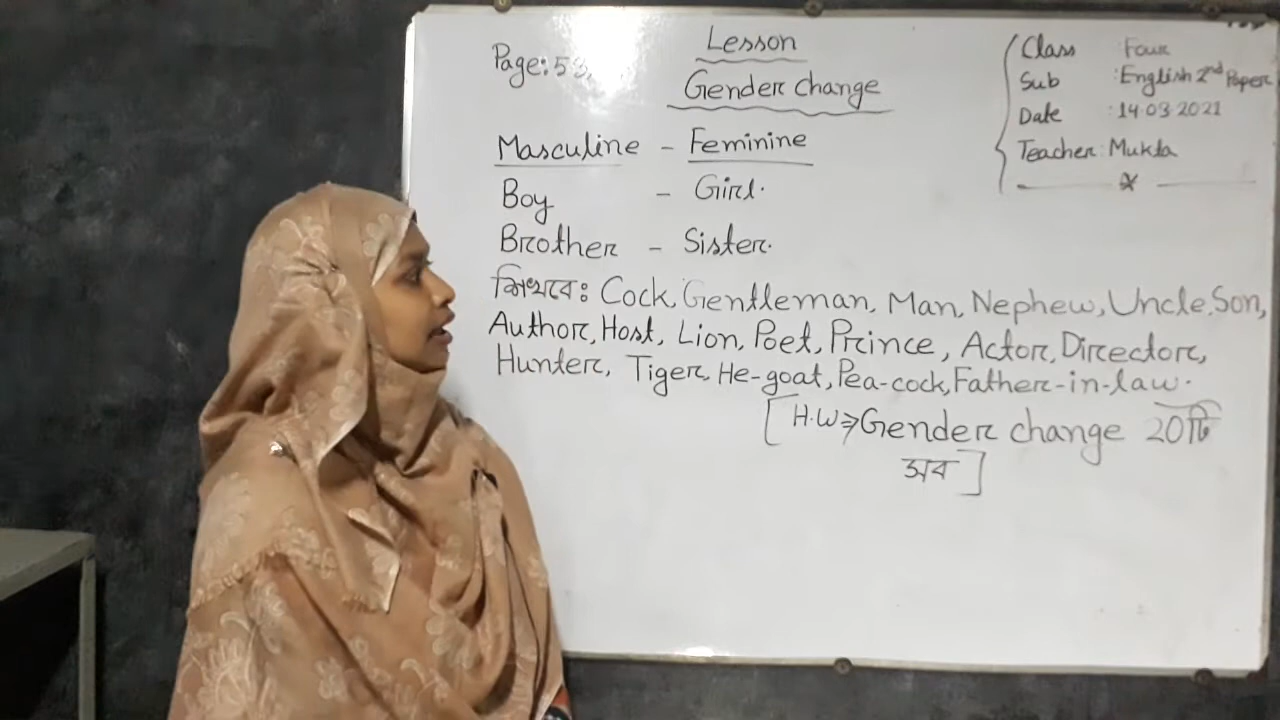 Page: 58,
Lesson
Gender change
Class : Four
Sub : English 2nd Paper
Date : 14.03.2021
Teacher: Mukta
Masculine - Feminine
Boy - Girl.
Brother - Sister.
শিখবে: Cock, Gentleman, Man, Nephew, Uncle, Son,
Author, Host, Lion, Poet, Prince, Actor, Director,
Hunter, Tiger, He-goat, Pea-cock, Father-in-law.
[H.W⇒Gender change 20টি
সব]